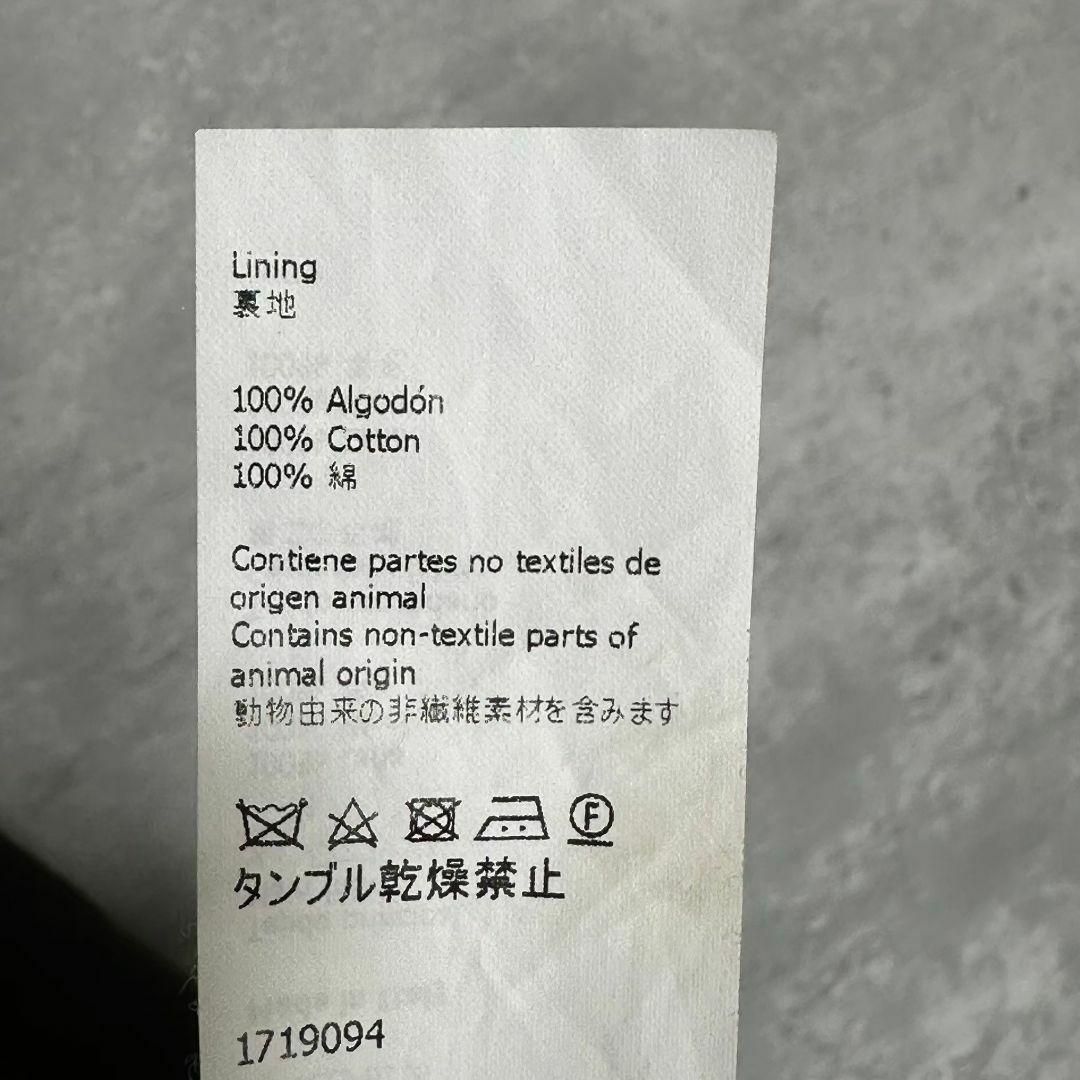 Lining
裏地
100% Algodón
100% Cotton
100% 綿
Contiene partes no textiles de
origen animal
Contains non-textile parts of
animal origin
動物由来の非繊維素材を含みます
F
タンブル乾燥禁止
1719094